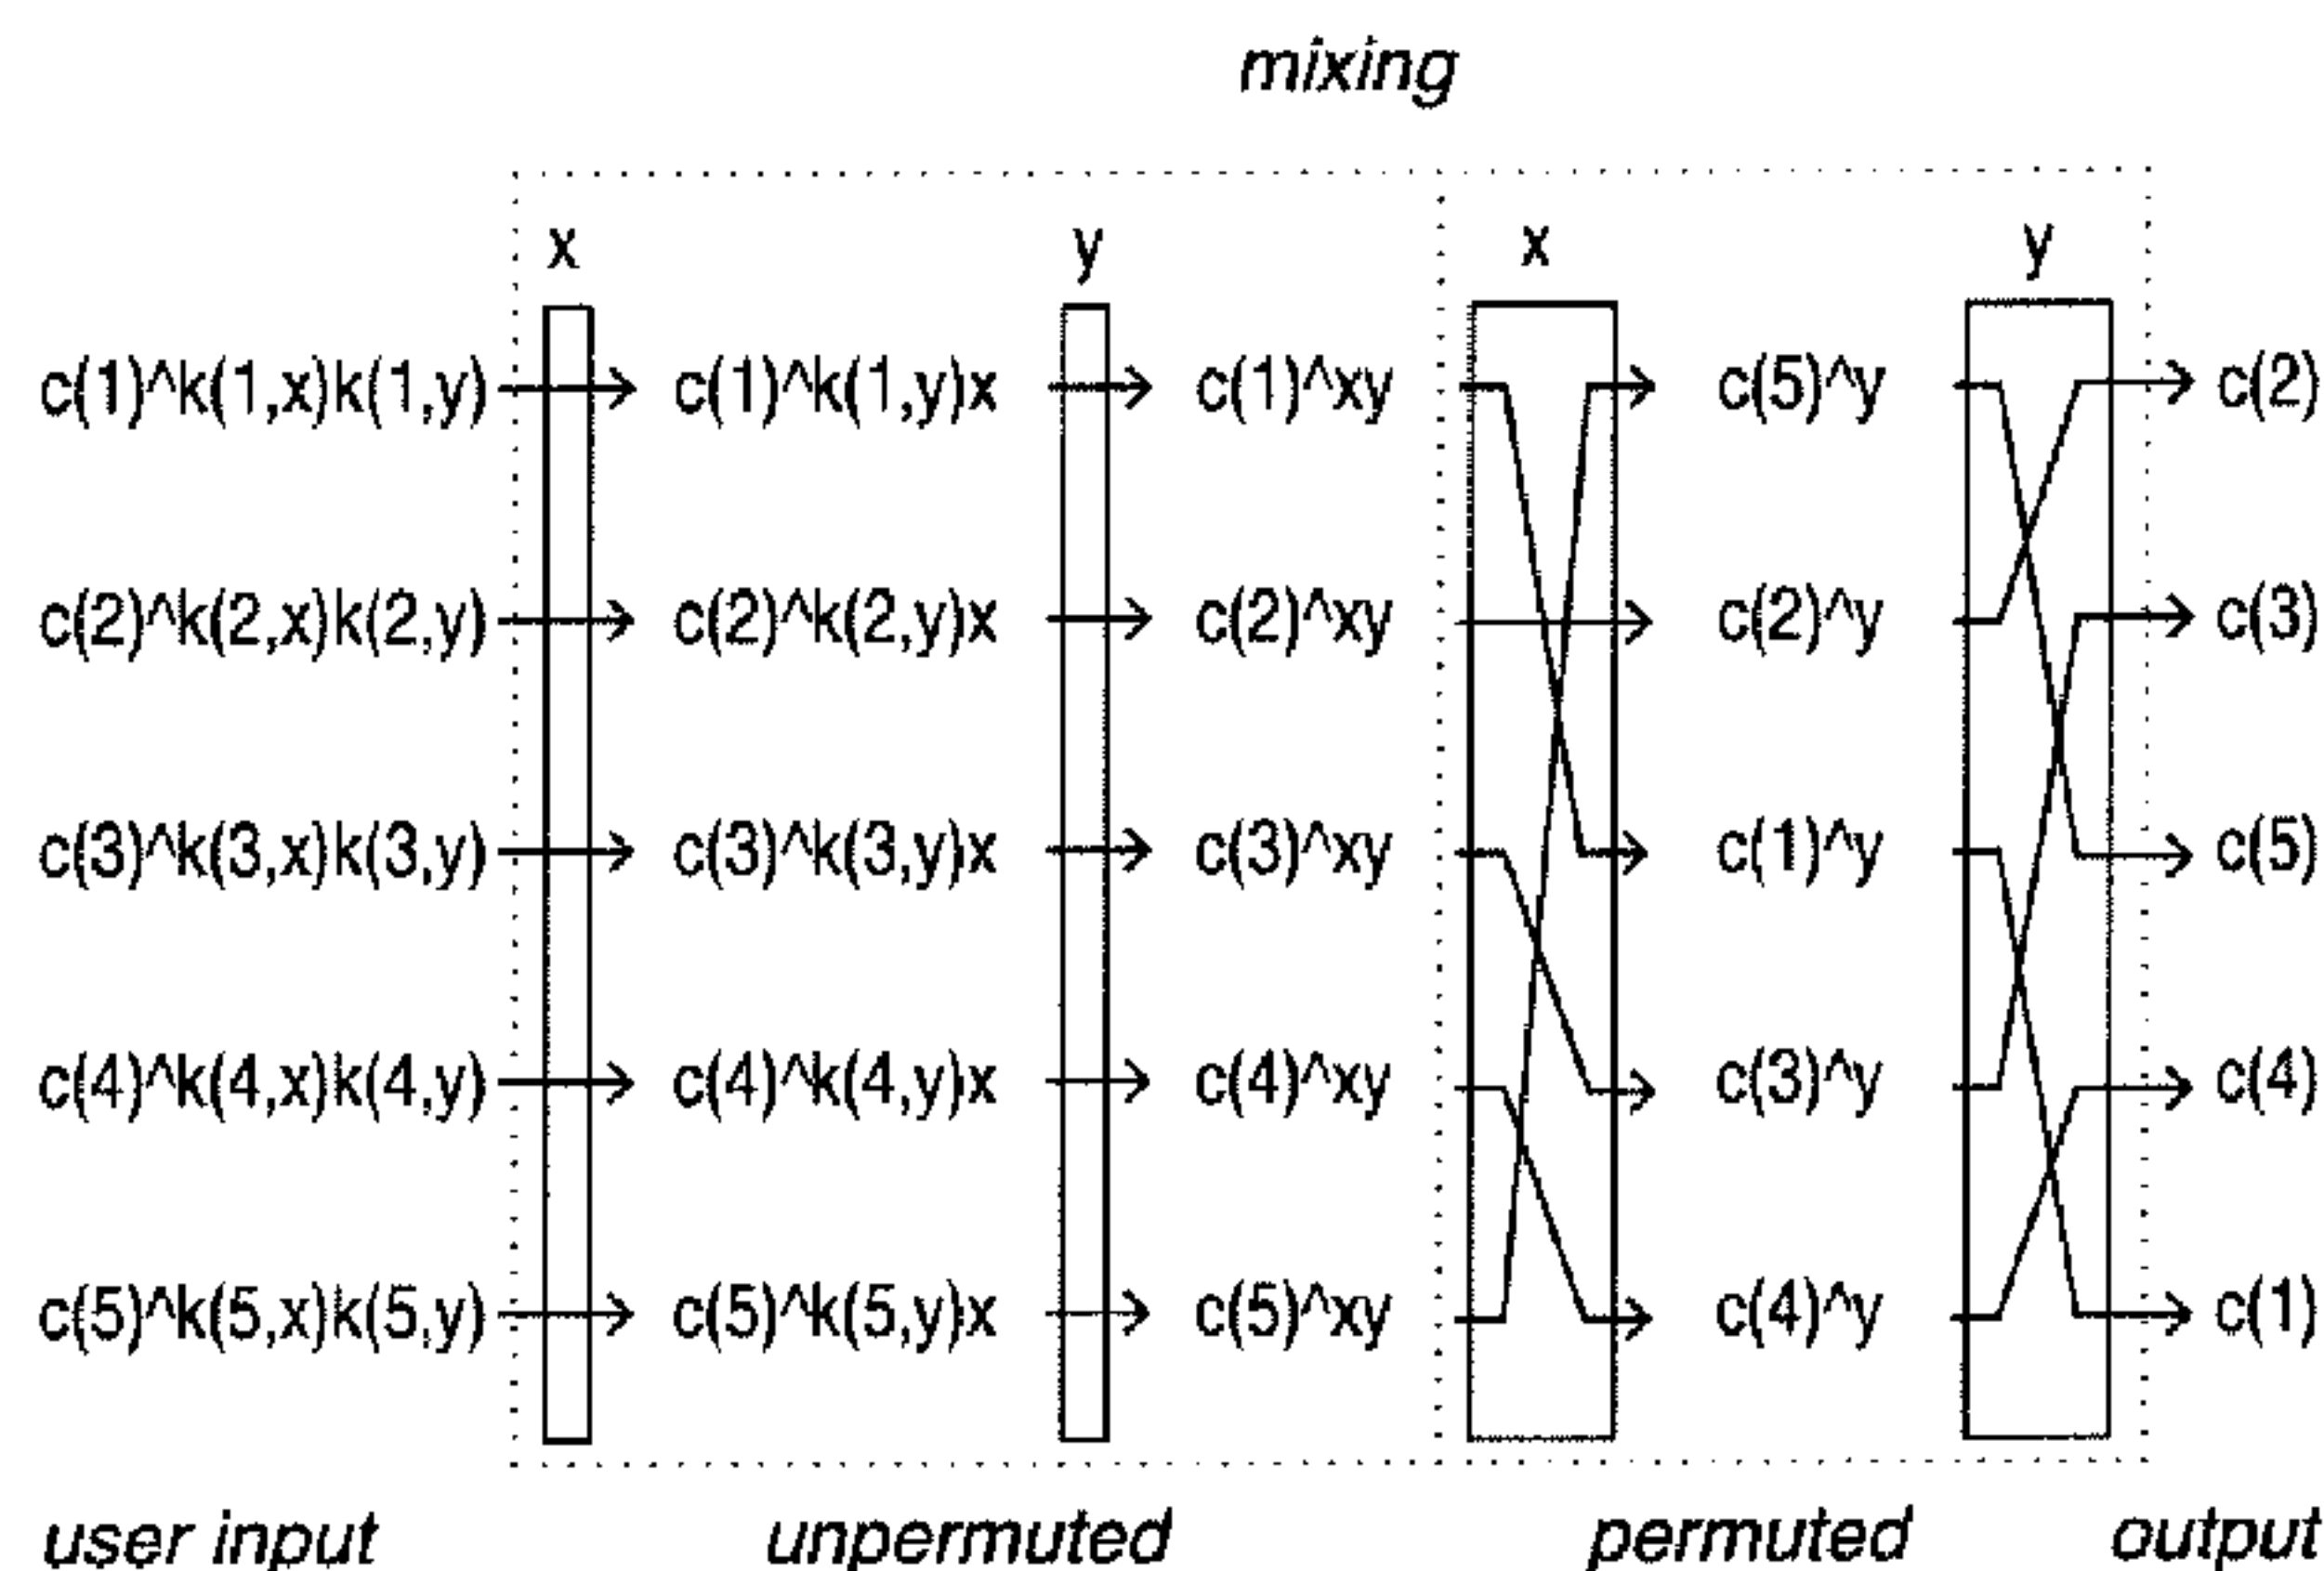 mixing
x y x y
c(1)^k(1,x)k(1,y) c(1)^k(1,y)x c(1)^xy c(5)^y c(2)
c(2)^k(2,x)k(2,y) c(2)^k(2,y)x c(2)^xy c(2)^y c(3)
c(3)^k(3,x)k(3,y) c(3)^k(3,y)x c(3)^xy c(1)^y c(5)
c(4)^k(4,x)k(4,y) c(4)^k(4,y)x c(4)^xy c(3)^y c(4)
c(5)^k(5,x)k(5,y) c(5)^k(5,y)x c(5)^xy c(4)^y c(1)
user input unpermuted permuted output